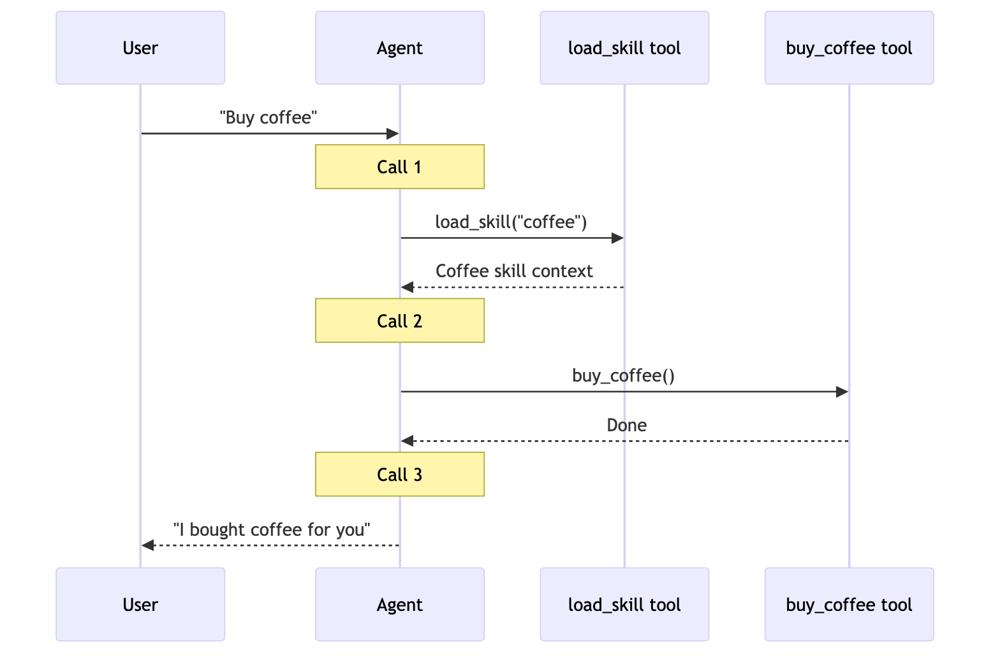 User
Agent
load_skill tool
buy_coffee tool
"Buy coffee"
Call 1
load_skill("coffee")
Coffee skill context
Call 2
buy_coffee()
Done
Call 3
"I bought coffee for you"
User
Agent
load_skill tool
buy_coffee tool